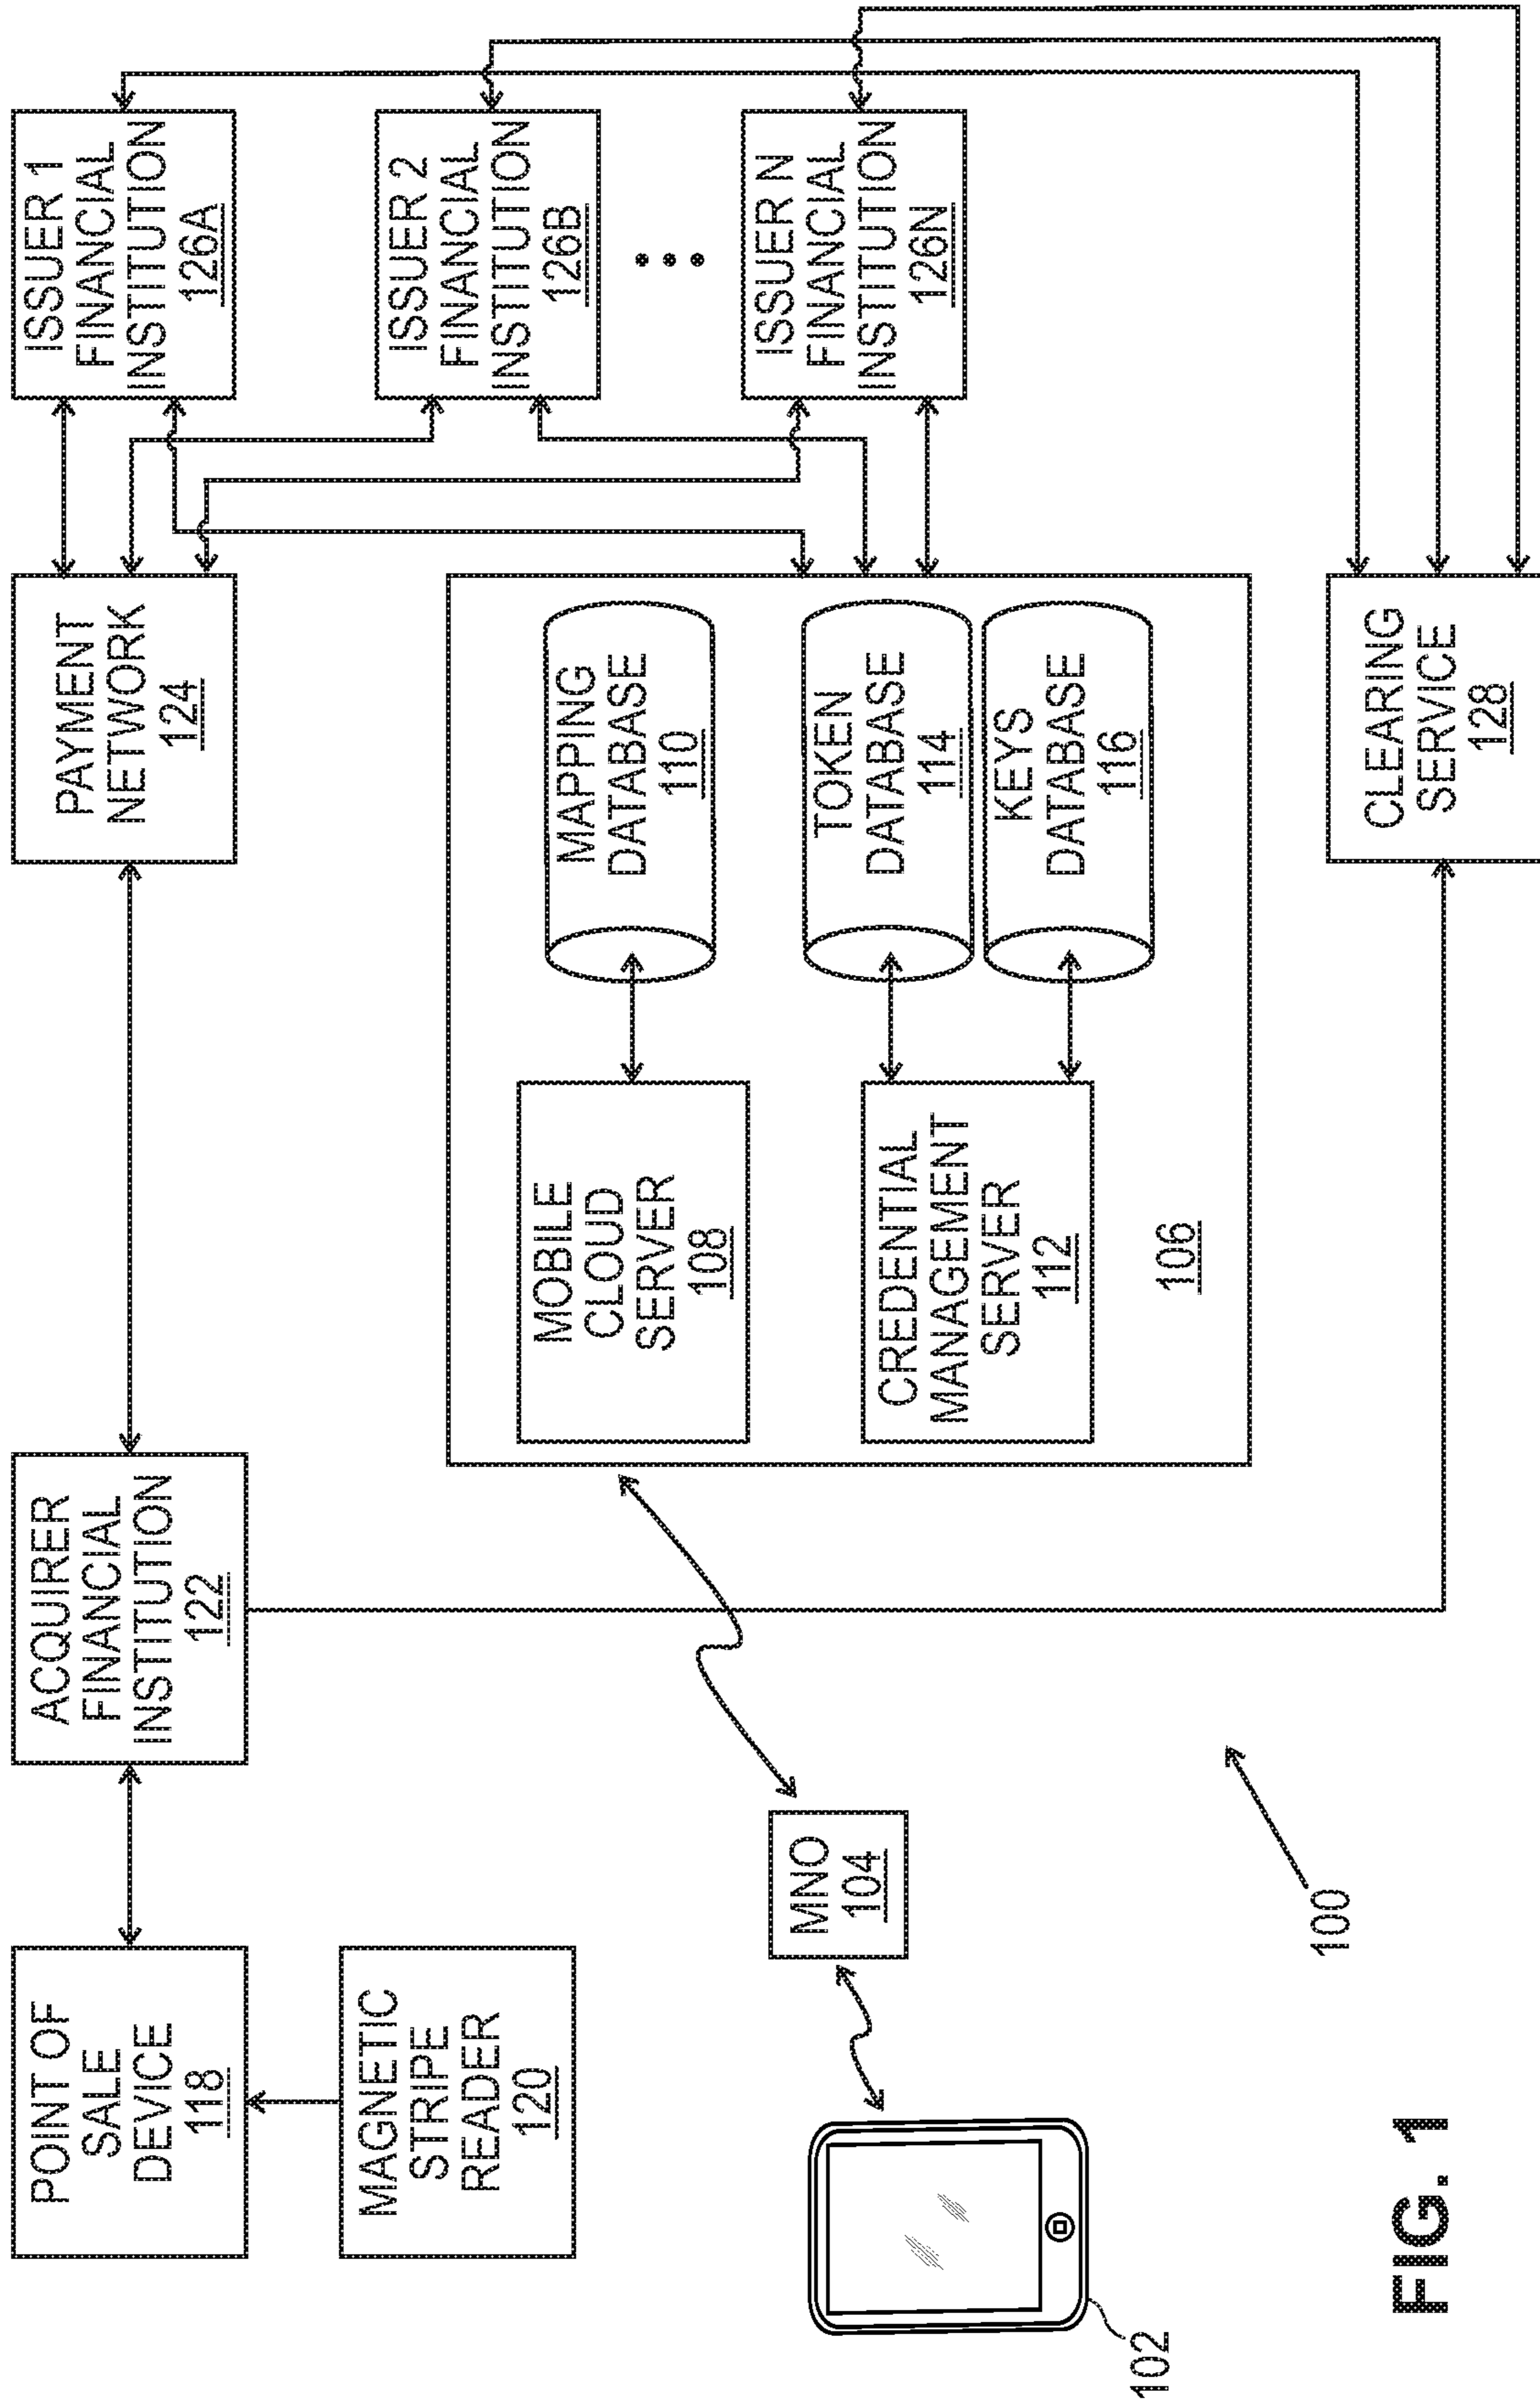 POINT OF
SALE
DEVICE
118
MAGNETIC
STRIPE
READER
120
102
MNO
104
100
ACQUIRER
FINANCIAL
INSTITUTION
122
PAYMENT
NETWORK
124
MOBILE
CLOUD
SERVER
108
MAPPING
DATABASE
110
CREDENTIAL
MANAGEMENT
SERVER
112
TOKEN
DATABASE
114
KEYS
DATABASE
116
106
CLEARING
SERVICE
128
ISSUER 1
FINANCIAL
INSTITUTION
126A
ISSUER 2
FINANCIAL
INSTITUTION
126B
ISSUER N
FINANCIAL
INSTITUTION
126N
FIG. 1